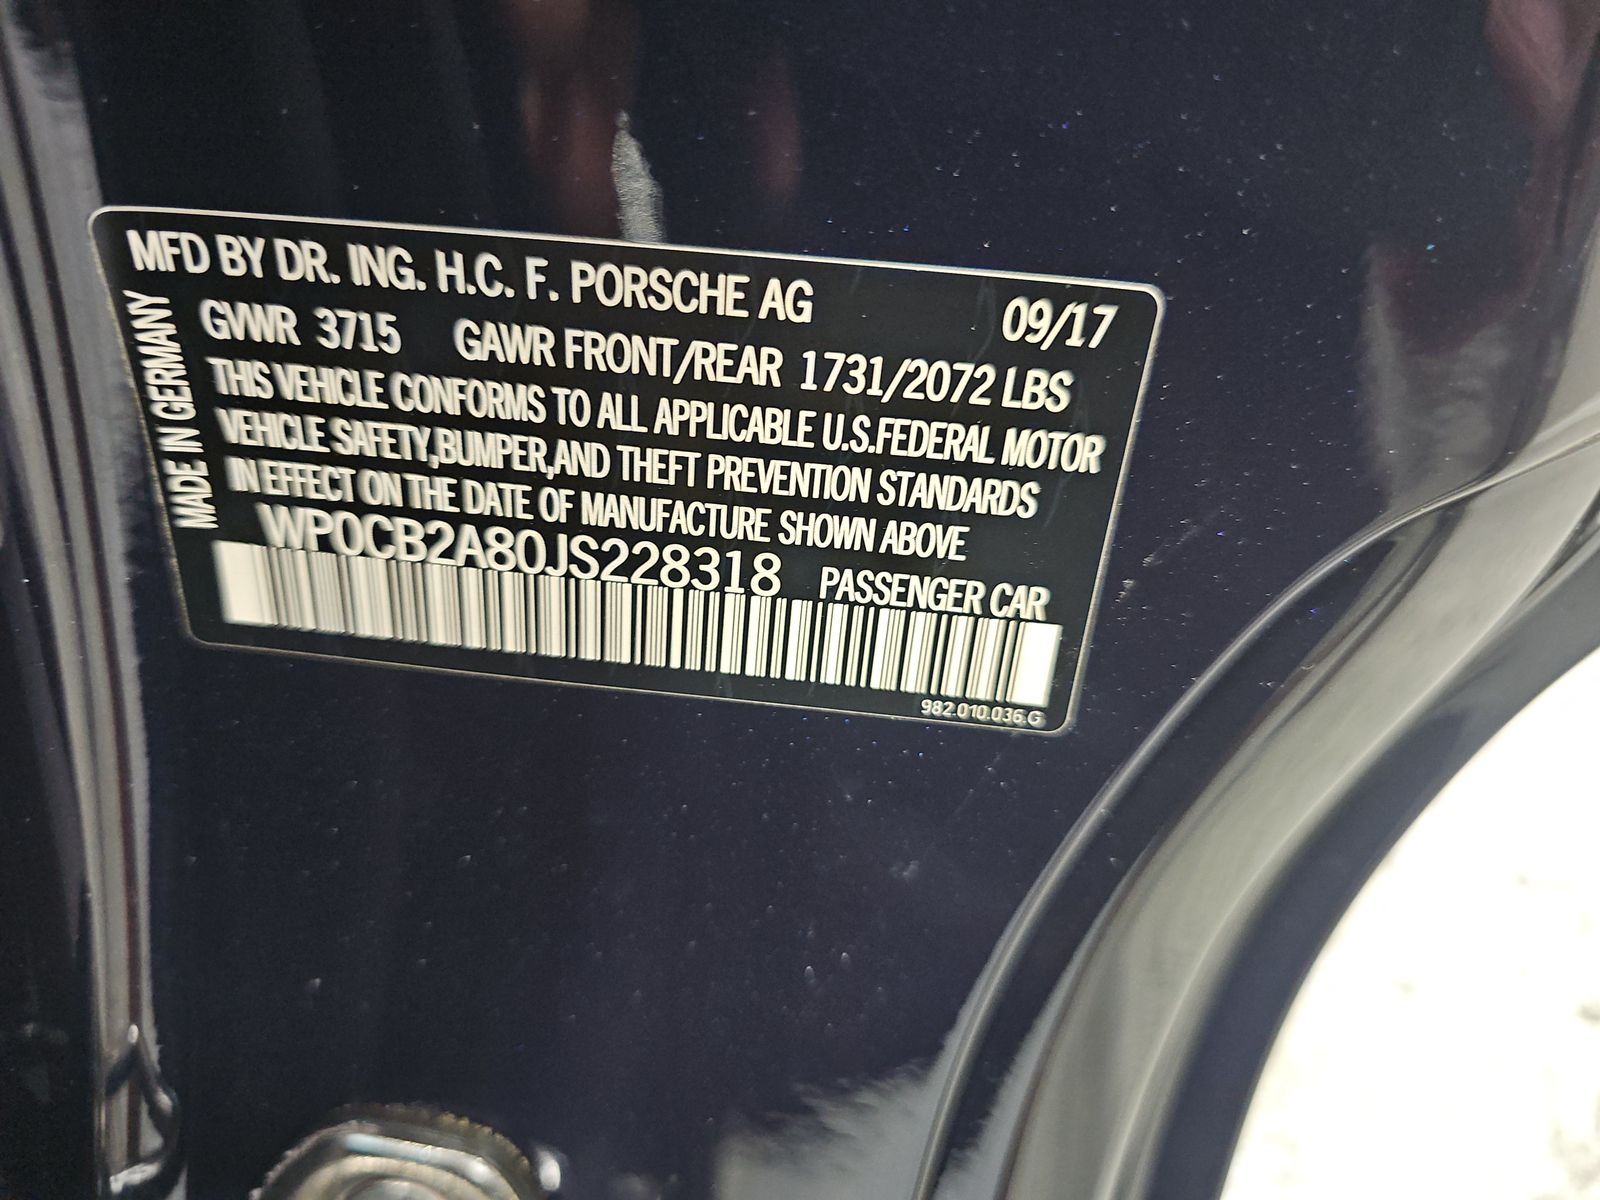 MFD BY DR. ING. H.C. F. PORSCHE AG 09/17
GVWR 3715 GAWR FRONT/REAR 1731/2072 LBS
THIS VEHICLE CONFORMS TO ALL APPLICABLE U.S.FEDERAL MOTOR
VEHICLE SAFETY,BUMPER,AND THEFT PREVENTION STANDARDS
IN EFFECT ON THE DATE OF MANUFACTURE SHOWN ABOVE
WP0CB2A80JS228318 PASSENGER CAR
982.010.036.G
MADE IN GERMANY